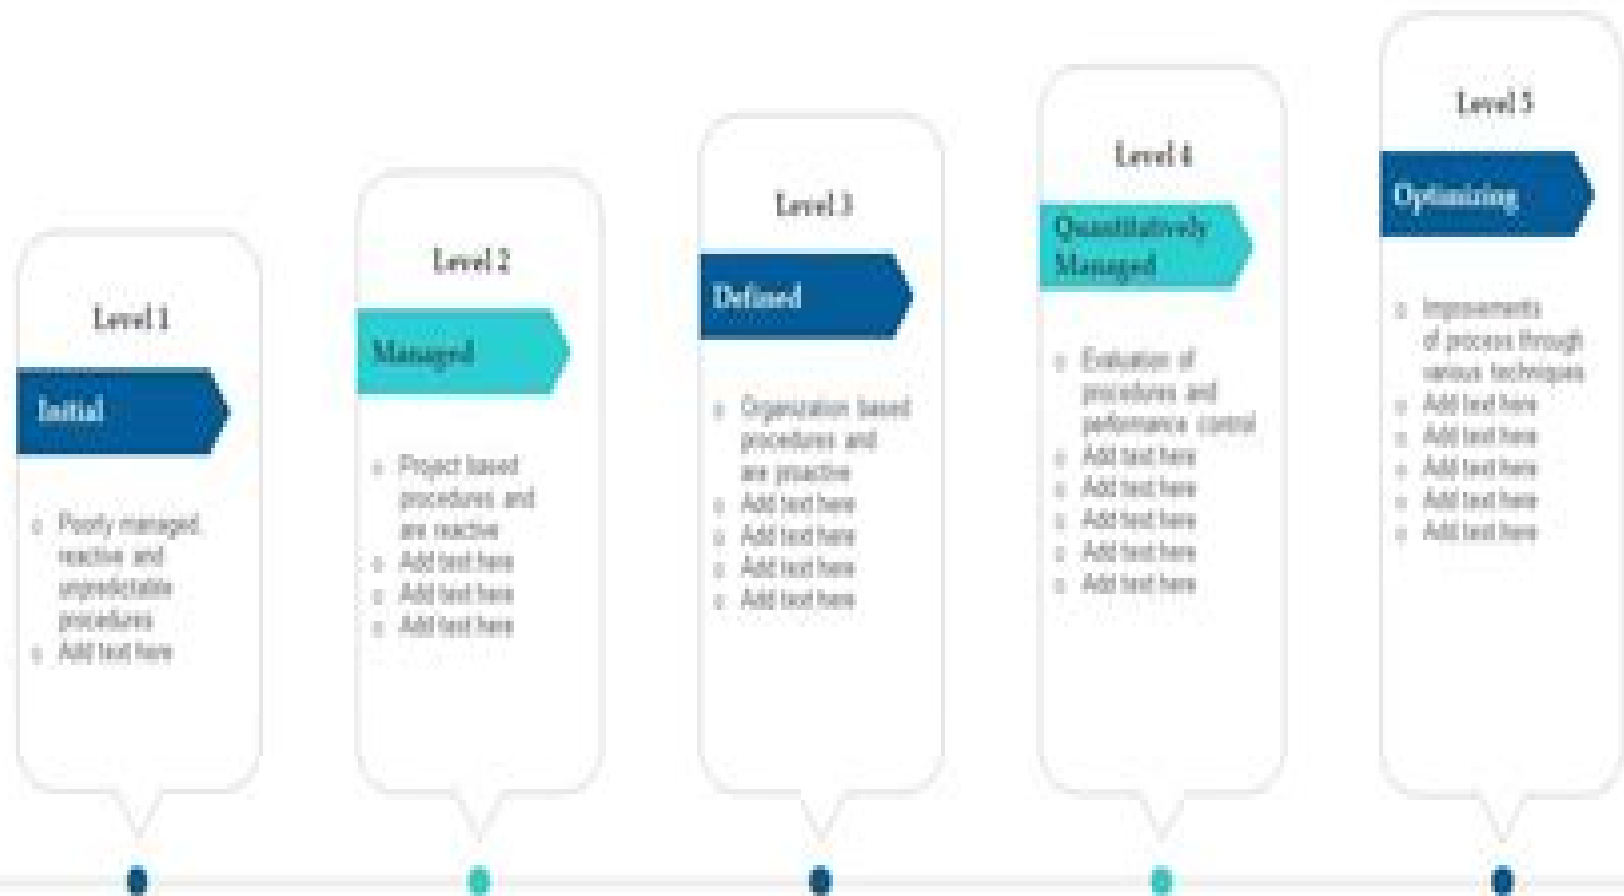 Level 1
Initial
Poorly managed,
reactive and
unpredictable
procedures
Add text here
Level 2
Managed
Project based
procedures and
are reactive
Add text here
Add text here
Add text here
Level 3
Defined
Organization based
procedures and
are proactive
Add text here
Add text here
Add text here
Add text here
Level 4
Quantitatively
Managed
Evaluation of
procedures and
performance control
Add text here
Add text here
Add text here
Add text here
Add text here
Level 5
Optimizing
Improvements
of process through
various techniques
Add text here
Add text here
Add text here
Add text here
Add text here